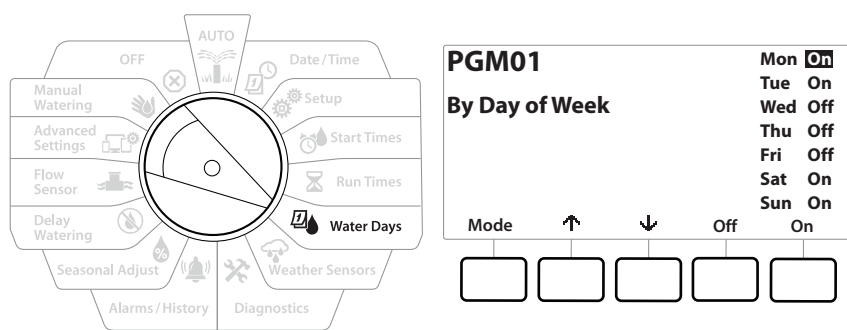 AUTO
OFF
Date/Time
Manual
Watering
Setup
Advanced
Settings
Start Times
Flow
Sensor
Run Times
Delay
Watering
Water Days
Seasonal Adjust
Weather Sensors
Alarms/History
Diagnostics
PGM01
By Day of Week
Mon On
Tue On
Wed Off
Thu Off
Fri Off
Sat On
Sun On
Mode ↑ ↓ Off On